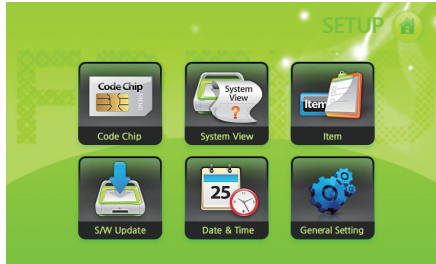 SETUP
Code Chip
System
View
?
Item
Code Chip
System View
Item
25
S/W Update
Date & Time
General Setting